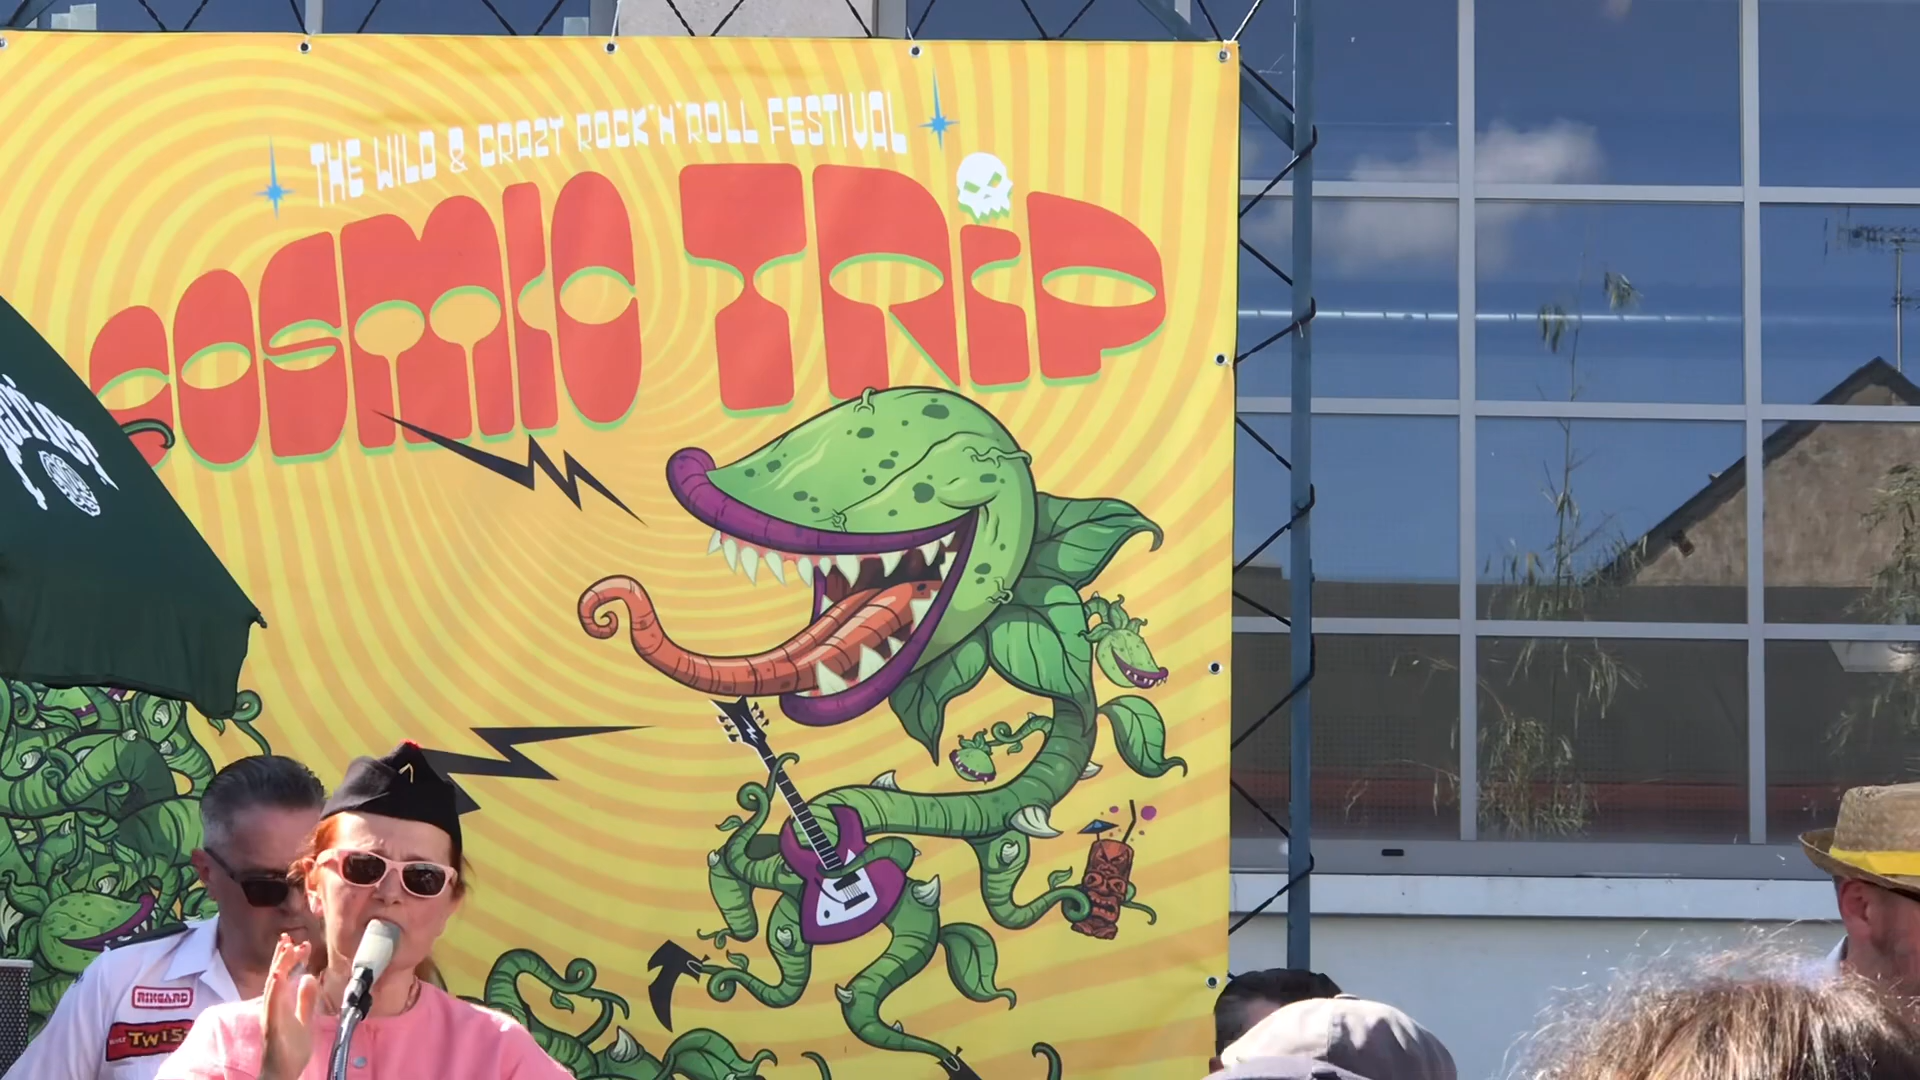 THE WILD & CRAZY ROCK'N'ROLL FESTIVAL
COSMIC TRIP
RINGARD
TWIS